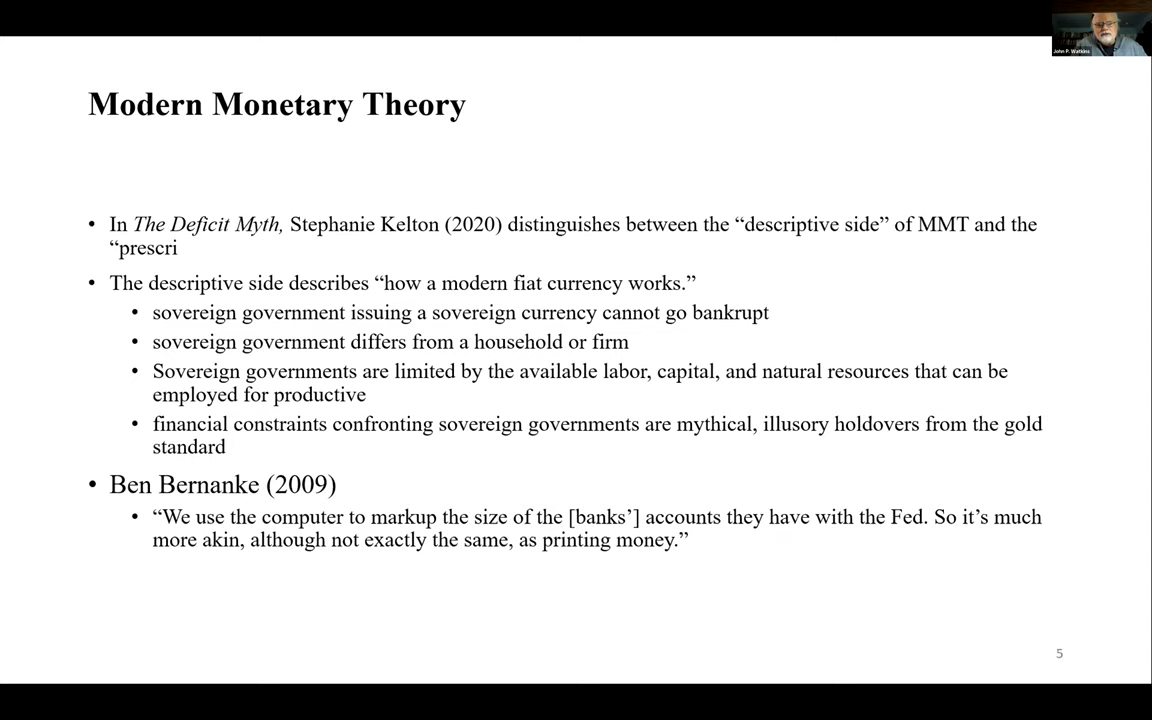 John P. Watkins
Modern Monetary Theory
• In The Deficit Myth, Stephanie Kelton (2020) distinguishes between the “descriptive side” of MMT and the
“prescri
• The descriptive side describes “how a modern fiat currency works.”
• sovereign government issuing a sovereign currency cannot go bankrupt
• sovereign government differs from a household or firm
• Sovereign governments are limited by the available labor, capital, and natural resources that can be
employed for productive
• financial constraints confronting sovereign governments are mythical, illusory holdovers from the gold
standard
• Ben Bernanke (2009)
• “We use the computer to markup the size of the [banks’] accounts they have with the Fed. So it’s much
more akin, although not exactly the same, as printing money.”
5